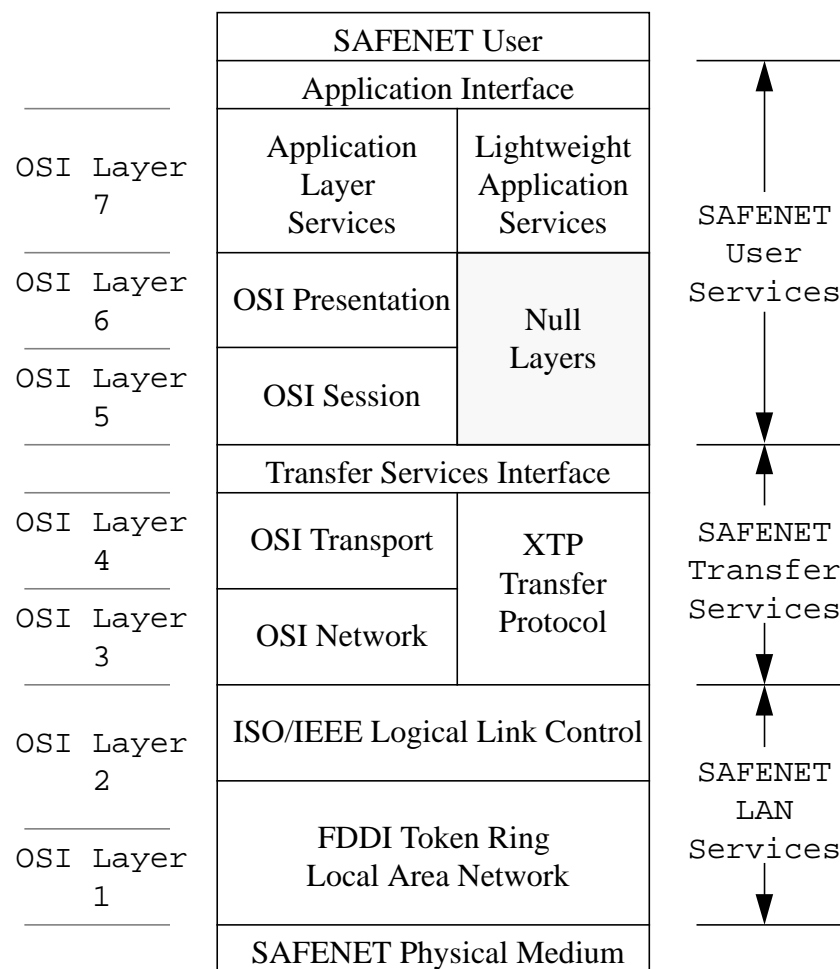 SAFENET User
Application Interface
OSI Layer
7
Application
Layer
Services
Lightweight
Application
Services
SAFENET
User
Services
OSI Layer
6
OSI Presentation
Null
Layers
OSI Layer
5
OSI Session
Transfer Services Interface
OSI Layer
4
OSI Transport
XTP
Transfer
Protocol
SAFENET
Transfer
Services
OSI Layer
3
OSI Network
OSI Layer
2
ISO/IEEE Logical Link Control
SAFENET
LAN
Services
OSI Layer
1
FDDI Token Ring
Local Area Network
SAFENET Physical Medium